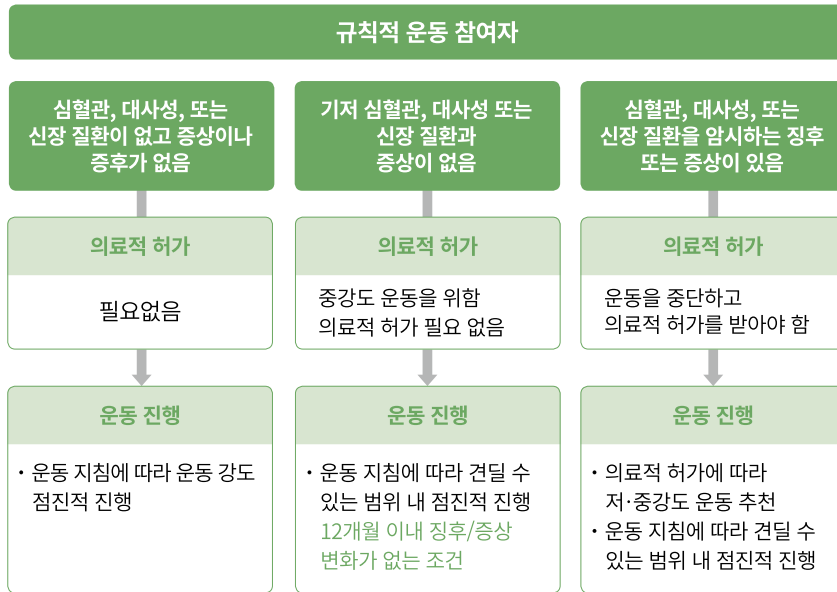 규칙적 운동 참여자
심혈관, 대사성, 또는
신장 질환이 없고 증상이나
증후가 없음
의료적 허가
필요없음
운동 진행
· 운동 지침에 따라 운동 강도
점진적 진행
기저 심혈관, 대사성 또는
신장 질환과
증상이 없음
의료적 허가
중강도 운동을 위함
의료적 허가 필요 없음
운동 진행
· 운동 지침에 따라 견딜 수
있는 범위 내 점진적 진행
12개월 이내 징후/증상
변화가 없는 조건
심혈관, 대사성, 또는
신장 질환을 암시하는 징후
또는 증상이 있음
의료적 허가
운동을 중단하고
의료적 허가를 받아야 함
운동 진행
· 의료적 허가에 따라
저·중강도 운동 추천
· 운동 지침에 따라 견딜 수
있는 범위 내 점진적 진행